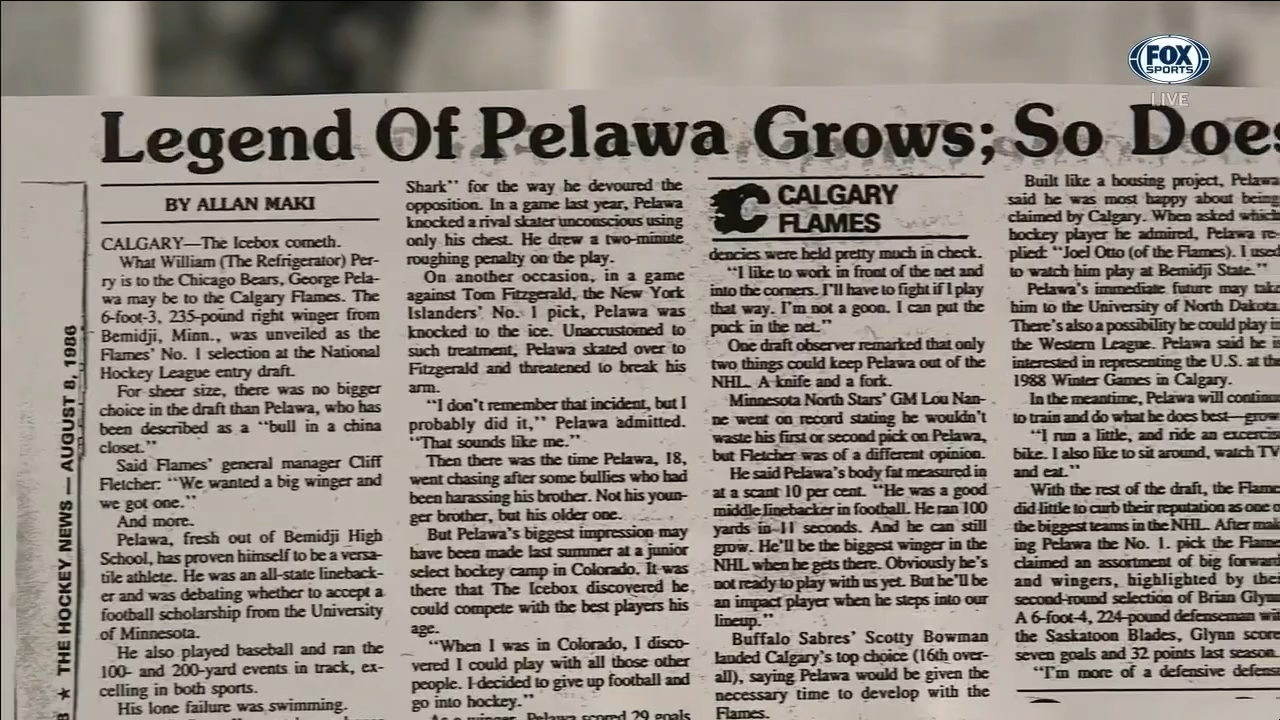 FOX
SPORTS
LIVE
Legend Of Pelawa Grows; So Does
★ THE HOCKEY NEWS — AUGUST 8, 1986
BY ALLAN MAKI
CALGARY—The Icebox cometh.
What William (The Refrigerator) Per-
ry is to the Chicago Bears, George Pela-
wa may be to the Calgary Flames. The
6-foot-3, 235-pound right winger from
Bemidji, Minn., was unveiled as the
Flames' No. 1 selection at the National
Hockey League entry draft.
For sheer size, there was no bigger
choice in the draft than Pelawa, who has
been described as a "bull in a china
closet."
Said Flames' general manager Cliff
Fletcher: "We wanted a big winger and
we got one."
And more.
Pelawa, fresh out of Bemidji High
School, has proven himself to be a versa-
tile athlete. He was an all-state lineback-
er and was debating whether to accept a
football scholarship from the University
of Minnesota.
He also played baseball and ran the
100- and 200-yard events in track, ex-
celling in both sports.
His lone failure was swimming.
Shark" for the way he devoured the
opposition. In a game last year, Pelawa
knocked a rival skater unconscious using
only his chest. He drew a two-minute
roughing penalty on the play.
On another occasion, in a game
against Tom Fitzgerald, the New York
Islanders' No. 1 pick, Pelawa was
knocked to the ice. Unaccustomed to
such treatment, Pelawa skated over to
Fitzgerald and threatened to break his
arm.
"I don't remember that incident, but I
probably did it," Pelawa admitted.
"That sounds like me."
Then there was the time Pelawa, 18,
went chasing after some bullies who had
been harassing his brother. Not his youn-
ger brother, but his older one.
But Pelawa's biggest impression may
have been made last summer at a junior
select hockey camp in Colorado. It was
there that The Icebox discovered he
could compete with the best players his
age.
"When I was in Colorado, I disco-
vered I could play with all those other
people. I decided to give up football and
go into hockey."
Pelawa scored 29 goals
CALGARY
FLAMES
dencies were held pretty much in check.
"I like to work in front of the net and
into the corners. I'll have to fight if I play
that way. I'm not a goon. I can put the
puck in the net."
One draft observer remarked that only
two things could keep Pelawa out of the
NHL. A knife and a fork.
Minnesota North Stars' GM Lou Nan-
ne went on record stating he wouldn't
waste his first or second pick on Pelawa,
but Fletcher was of a different opinion.
He said Pelawa's body fat measured in
at a scant 10 per cent. "He was a good
middle linebacker in football. He ran 100
yards in 11 seconds. And he can still
grow. He'll be the biggest winger in the
NHL when he gets there. Obviously he's
not ready to play with us yet. But he'll be
an impact player when he steps into our
lineup."
Buffalo Sabres' Scotty Bowman
landed Calgary's top choice (16th over-
all), saying Pelawa would be given the
necessary time to develop with the
Flames.
Built like a housing project, Pelawa
said he was most happy about being
claimed by Calgary. When asked which
hockey player he admired, Pelawa re-
plied: "Joel Otto (of the Flames). I used
to watch him play at Bemidji State."
Pelawa's immediate future may take
him to the University of North Dakota.
There's also a possibility he could play in
the Western League. Pelawa said he is
interested in representing the U.S. at the
1988 Winter Games in Calgary.
In the meantime, Pelawa will continu
to train and do what he does best—grow
"I run a little, and ride an excercis
bike. I also like to sit around, watch TV
and eat."
With the rest of the draft, the Flame
did little to curb their reputation as one o
the biggest teams in the NHL. After mak
ing Pelawa the No. 1. pick the Flame
claimed an assortment of big forward
and wingers, highlighted by thei
second-round selection of Brian Glyn
A 6-foot-4, 224-pound defenseman wi
the Saskatoon Blades, Glynn score
seven goals and 32 points last season.
"I'm more of a defensive defens